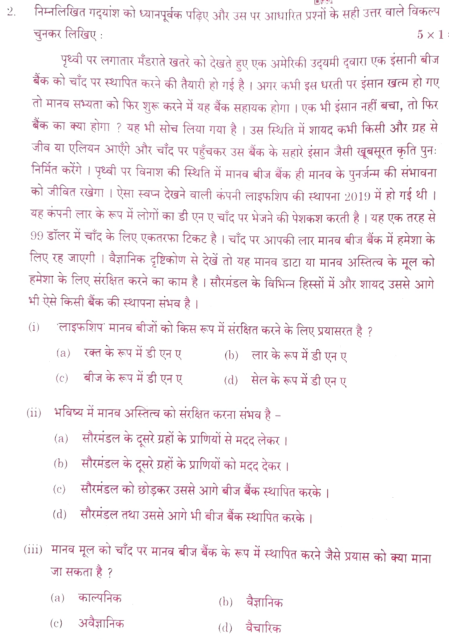 2. निम्नलिखित गद्यांश को ध्यानपूर्वक पढ़िए और उस पर आधारित प्रश्नों के सही उत्तर वाले विकल्प
चुनकर लिखिए : 5 × 1
पृथ्वी पर लगातार मँडराते खतरे को देखते हुए एक अमेरिकी उद्यमी द्वारा एक इंसानी बीज
बैंक को चाँद पर स्थापित करने की तैयारी हो गई है । अगर कभी इस धरती पर इंसान खत्म हो गए
तो मानव सभ्यता को फिर शुरू करने में यह बैंक सहायक होगा । एक भी इंसान नहीं बचा, तो फिर
बैंक का क्या होगा ? यह भी सोच लिया गया है । उस स्थिति में शायद कभी किसी और ग्रह से
जीव या एलियन आएँगे और चाँद पर पहुँचकर उस बैंक के सहारे इंसान जैसी खूबसूरत कृति पुनः
निर्मित करेंगे । पृथ्वी पर विनाश की स्थिति में मानव बीज बैंक ही मानव के पुनर्जन्म की संभावना
को जीवित रखेगा । ऐसा स्वप्न देखने वाली कंपनी लाइफशिप की स्थापना 2019 में हो गई थी ।
यह कंपनी लार के रूप में लोगों का डी एन ए चाँद पर भेजने की पेशकश करती है । यह एक तरह से
99 डॉलर में चाँद के लिए एकतरफा टिकट है । चाँद पर आपकी लार मानव बीज बैंक में हमेशा के
लिए रह जाएगी । वैज्ञानिक दृष्टिकोण से देखें तो यह मानव डाटा या मानव अस्तित्व के मूल को
हमेशा के लिए संरक्षित करने का काम है । सौरमंडल के विभिन्न हिस्सों में और शायद उससे आगे
भी ऐसे किसी बैंक की स्थापना संभव है ।
(i) 'लाइफशिप' मानव बीजों को किस रूप में संरक्षित करने के लिए प्रयासरत है ?
(a) रक्त के रूप में डी एन ए (b) लार के रूप में डी एन ए
(c) बीज के रूप में डी एन ए (d) सेल के रूप में डी एन ए
(ii) भविष्य में मानव अस्तित्व को संरक्षित करना संभव है –
(a) सौरमंडल के दूसरे ग्रहों के प्राणियों से मदद लेकर ।
(b) सौरमंडल के दूसरे ग्रहों के प्राणियों को मदद देकर ।
(c) सौरमंडल को छोड़कर उससे आगे बीज बैंक स्थापित करके ।
(d) सौरमंडल तथा उससे आगे भी बीज बैंक स्थापित करके ।
(iii) मानव मूल को चाँद पर मानव बीज बैंक के रूप में स्थापित करने जैसे प्रयास को क्या माना
जा सकता है ?
(a) काल्पनिक (b) वैज्ञानिक
(c) अवैज्ञानिक (d) वैचारिक